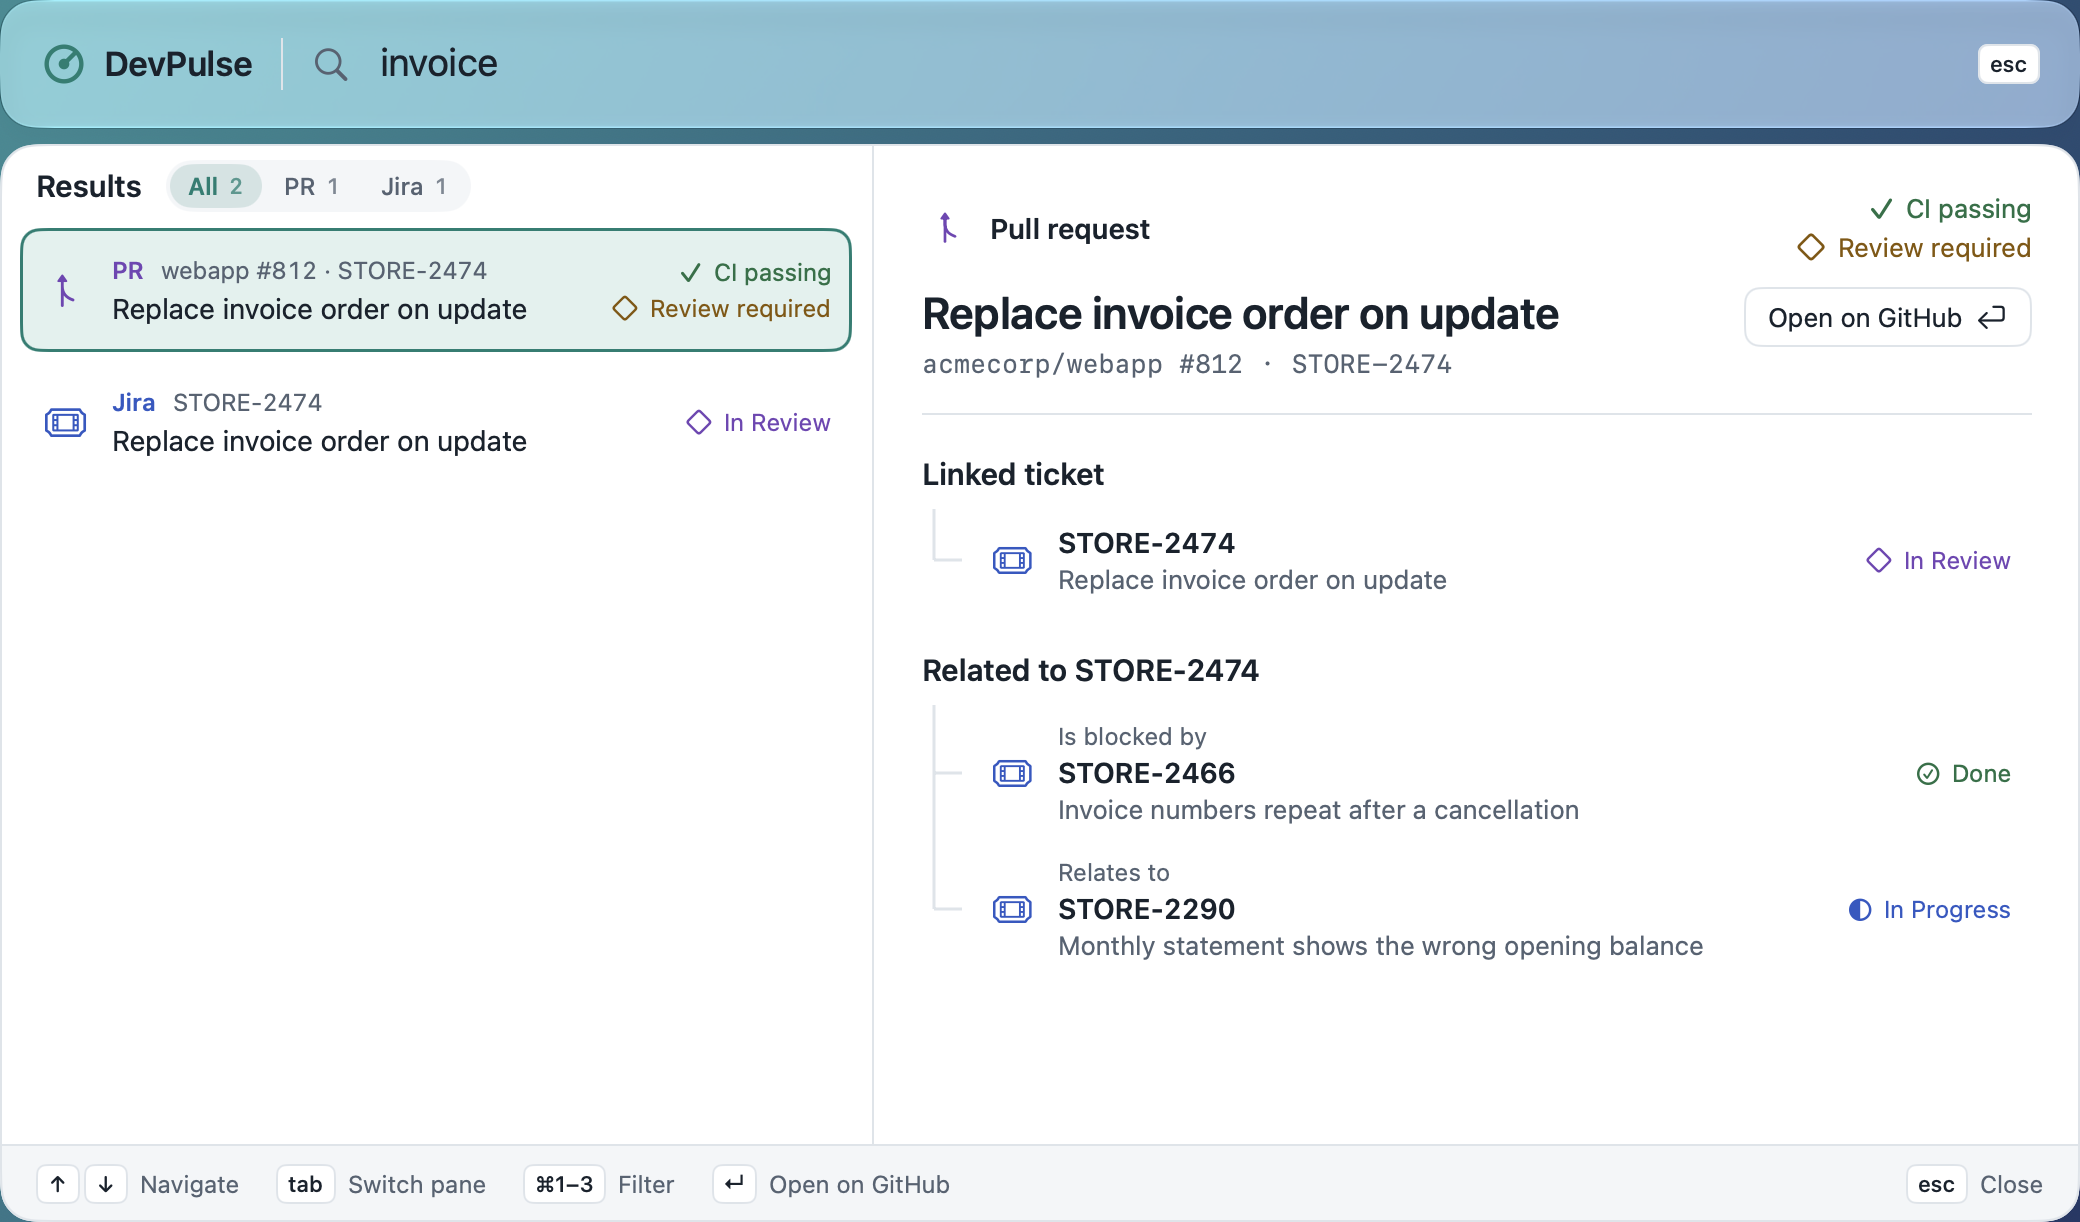 DevPulse
invoice
esc
Results
All 2
PR 1
Jira 1
PR webapp #812 · STORE-2474
Replace invoice order on update
CI passing
Review required
Jira STORE-2474
Replace invoice order on update
In Review
Pull request
CI passing
Review required
Replace invoice order on update
Open on GitHub
acmecorp/webapp #812 · STORE-2474
Linked ticket
STORE-2474
Replace invoice order on update
In Review
Related to STORE-2474
Is blocked by
STORE-2466
Invoice numbers repeat after a cancellation
Done
Relates to
STORE-2290
Monthly statement shows the wrong opening balance
In Progress
↑ ↓ Navigate
tab Switch pane
⌘1–3 Filter
↵ Open on GitHub
esc Close